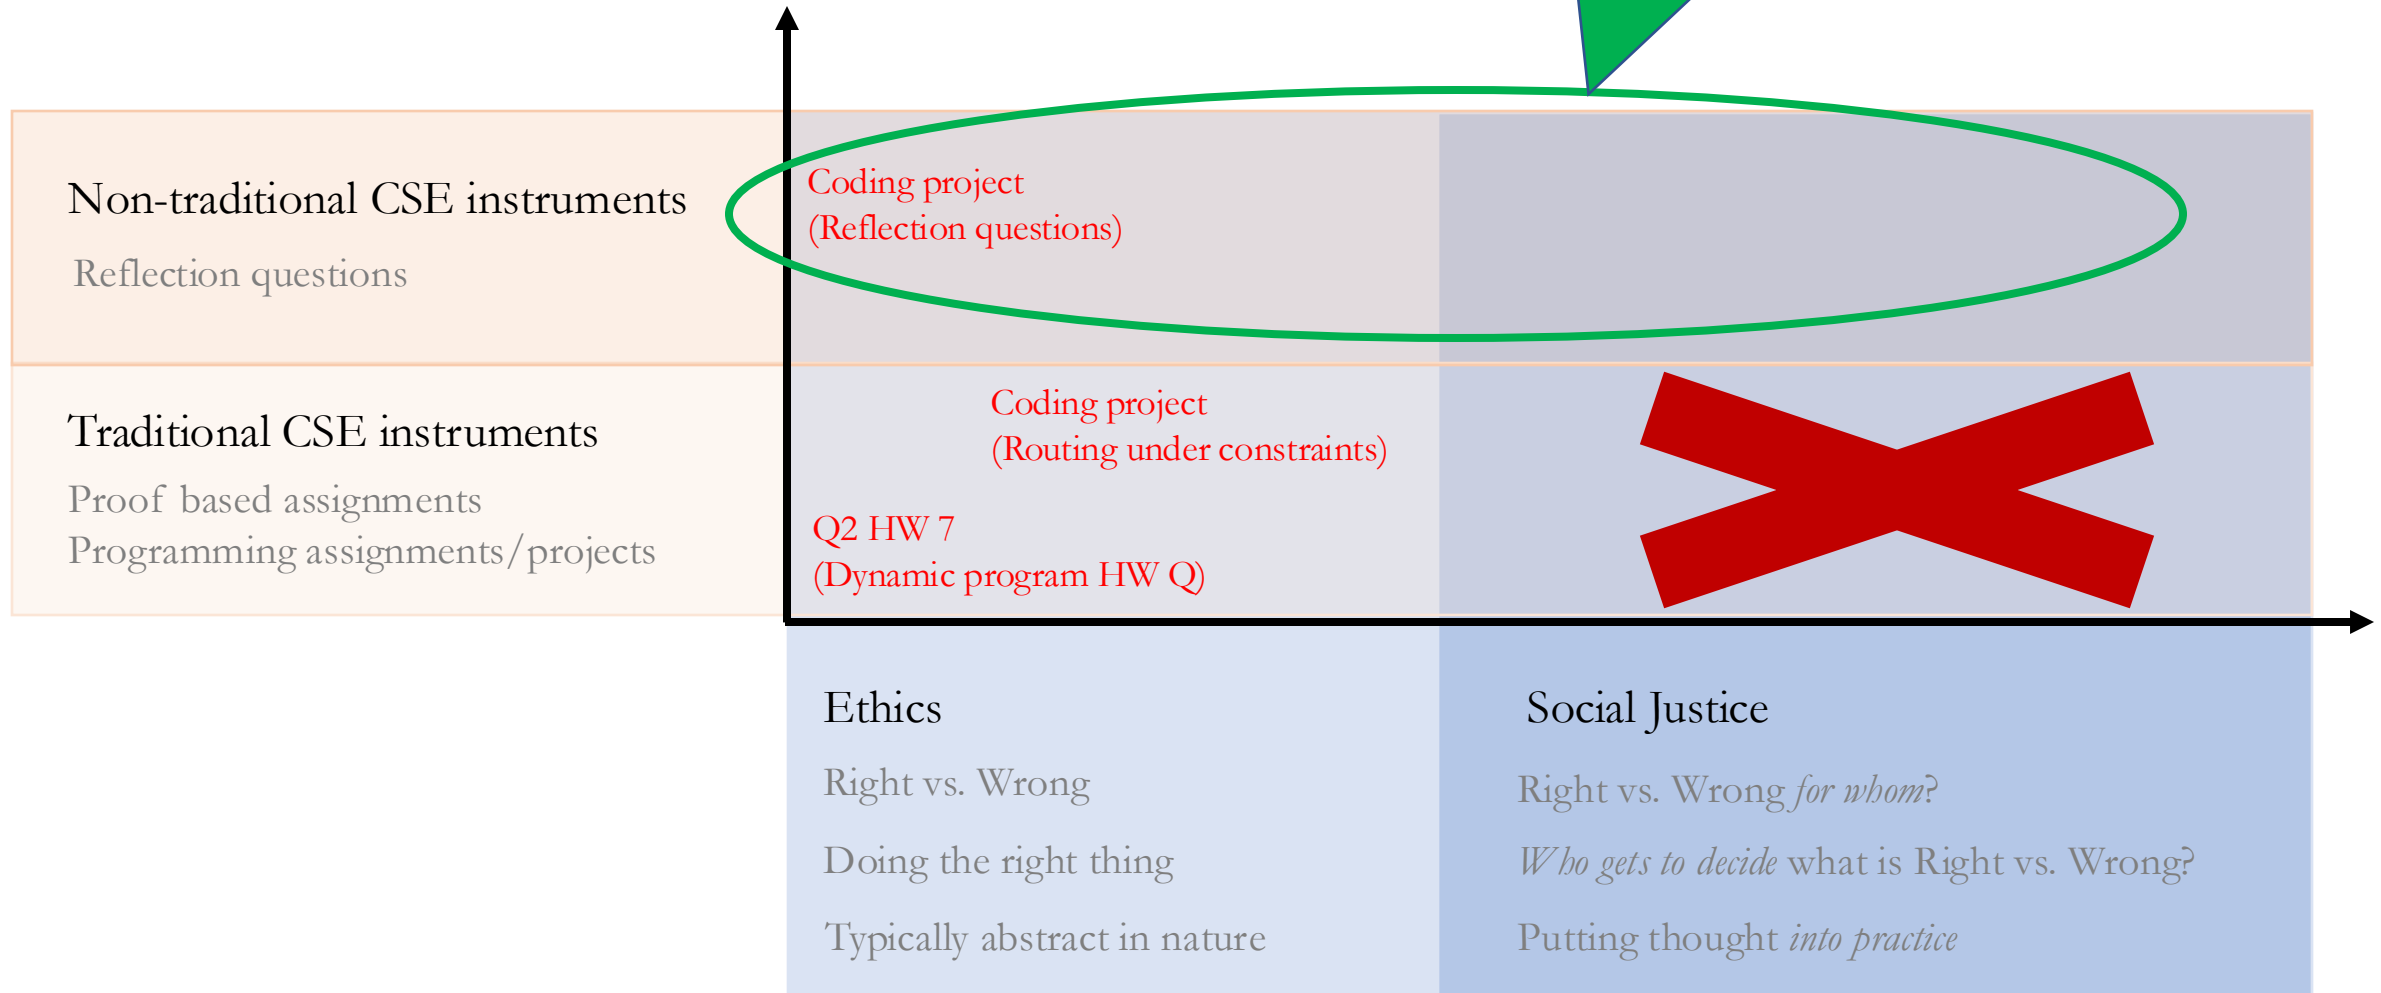 Non-traditional CSE instruments
Reflection questions
Coding project
(Reflection questions)
Traditional CSE instruments
Proof based assignments
Programming assignments/projects
Coding project
(Routing under constraints)
Q2 HW 7
(Dynamic program HW Q)
Ethics
Right vs. Wrong
Doing the right thing
Typically abstract in nature
Social Justice
Right vs. Wrong for whom?
Who gets to decide what is Right vs. Wrong?
Putting thought into practice